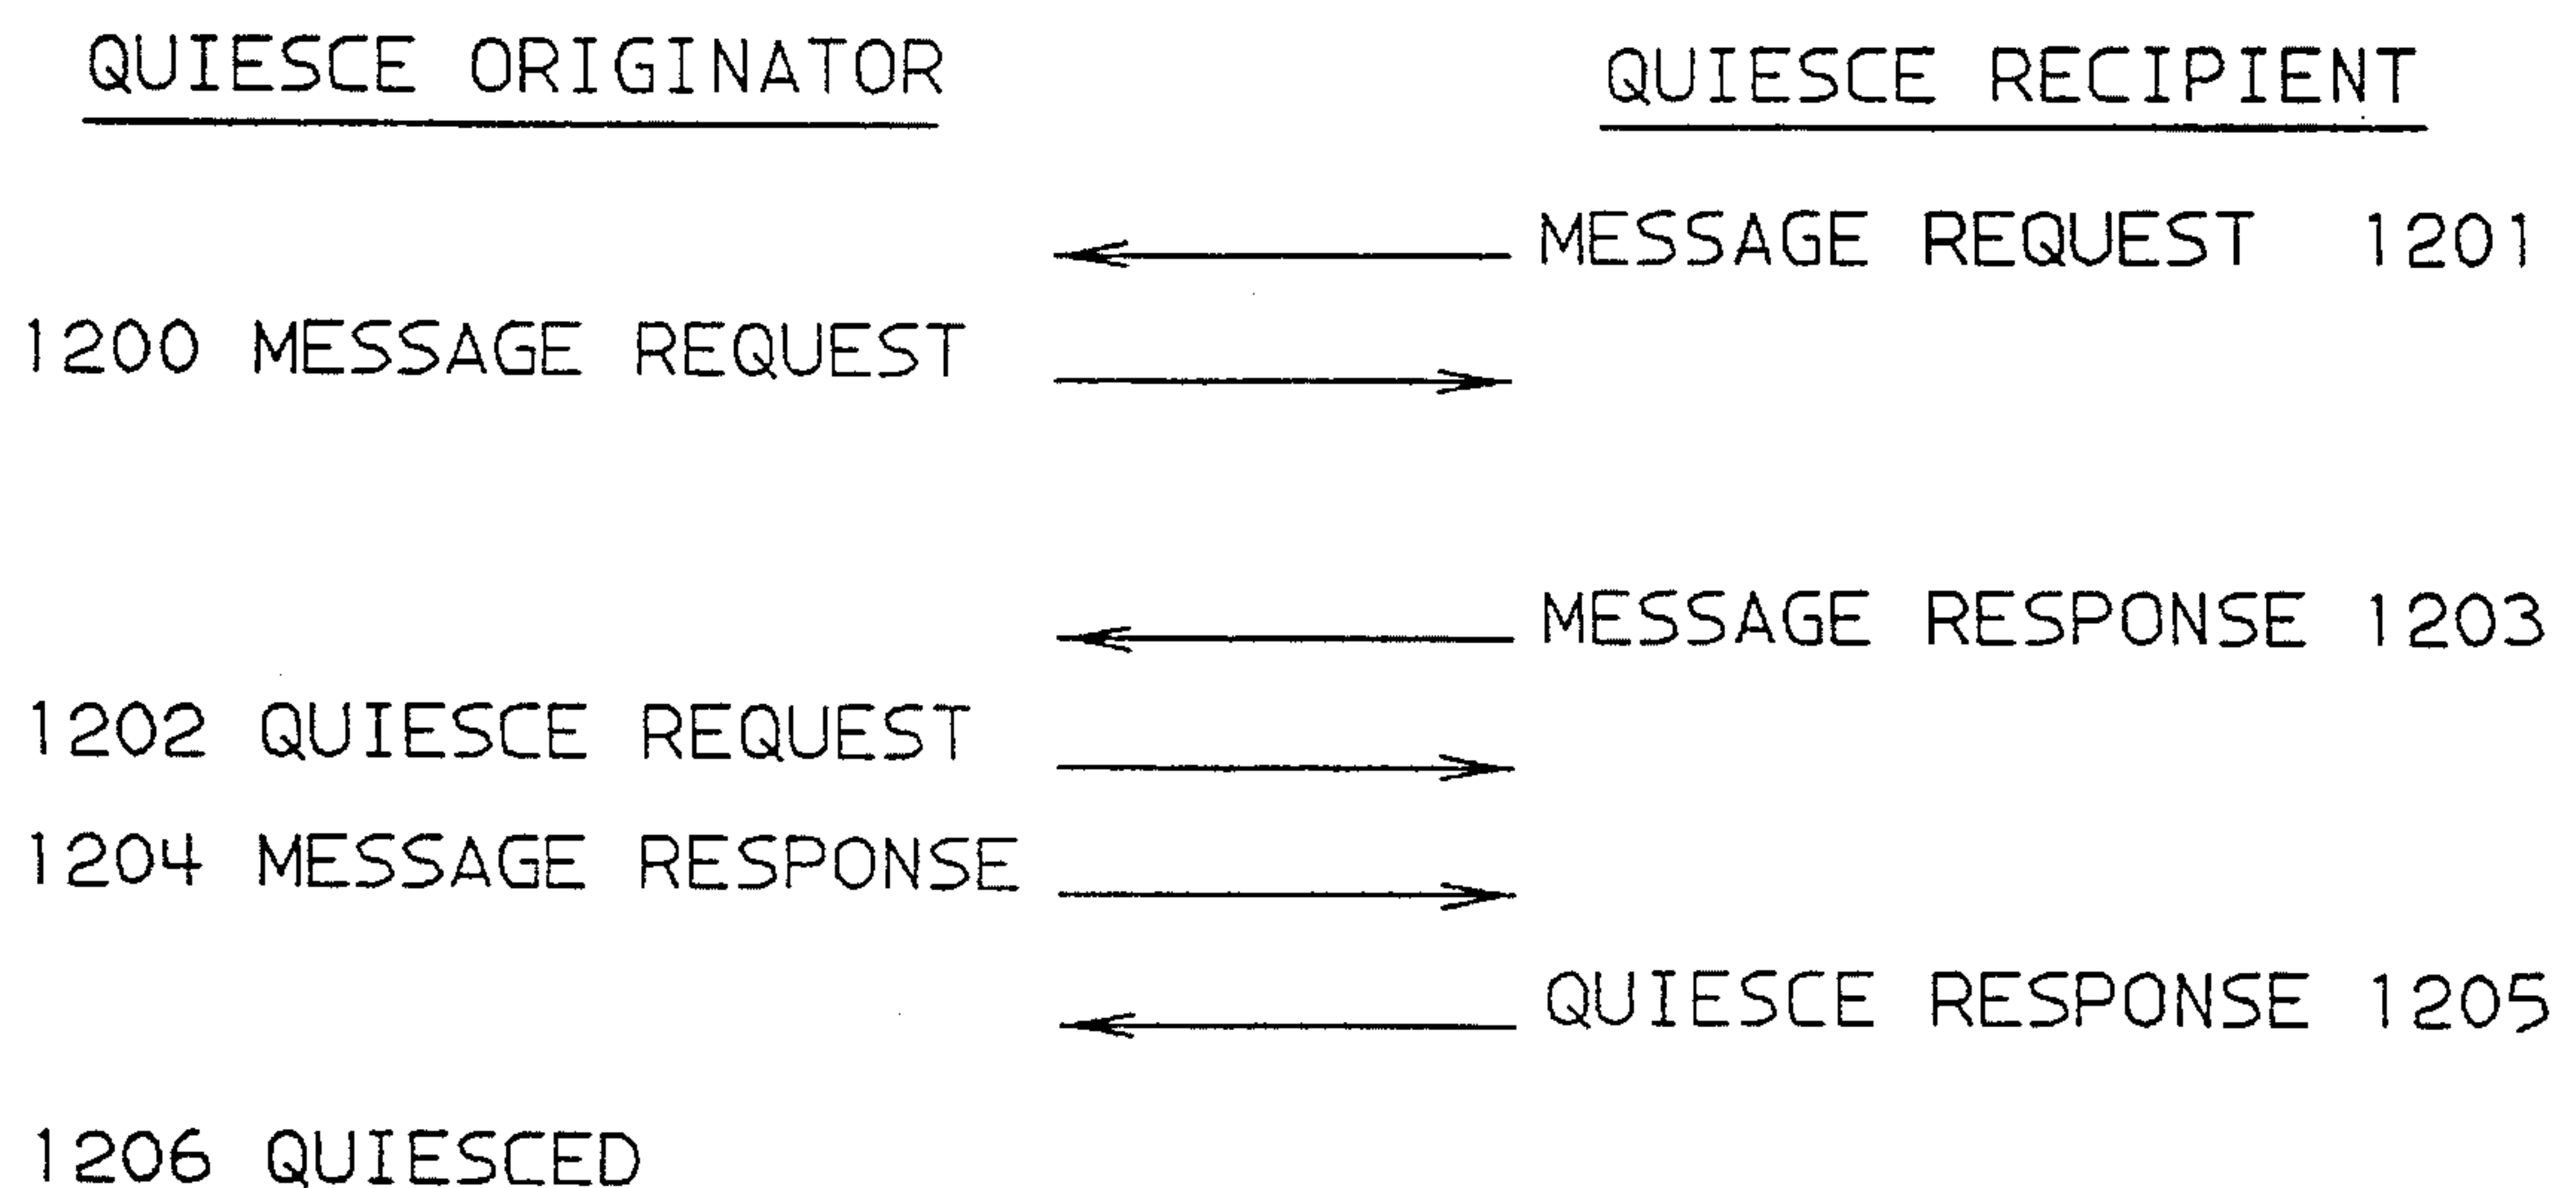 QUIESCE ORIGINATOR
QUIESCE RECIPIENT
MESSAGE REQUEST 1201
1200 MESSAGE REQUEST
MESSAGE RESPONSE 1203
1202 QUIESCE REQUEST
1204 MESSAGE RESPONSE
QUIESCE RESPONSE 1205
1206 QUIESCED